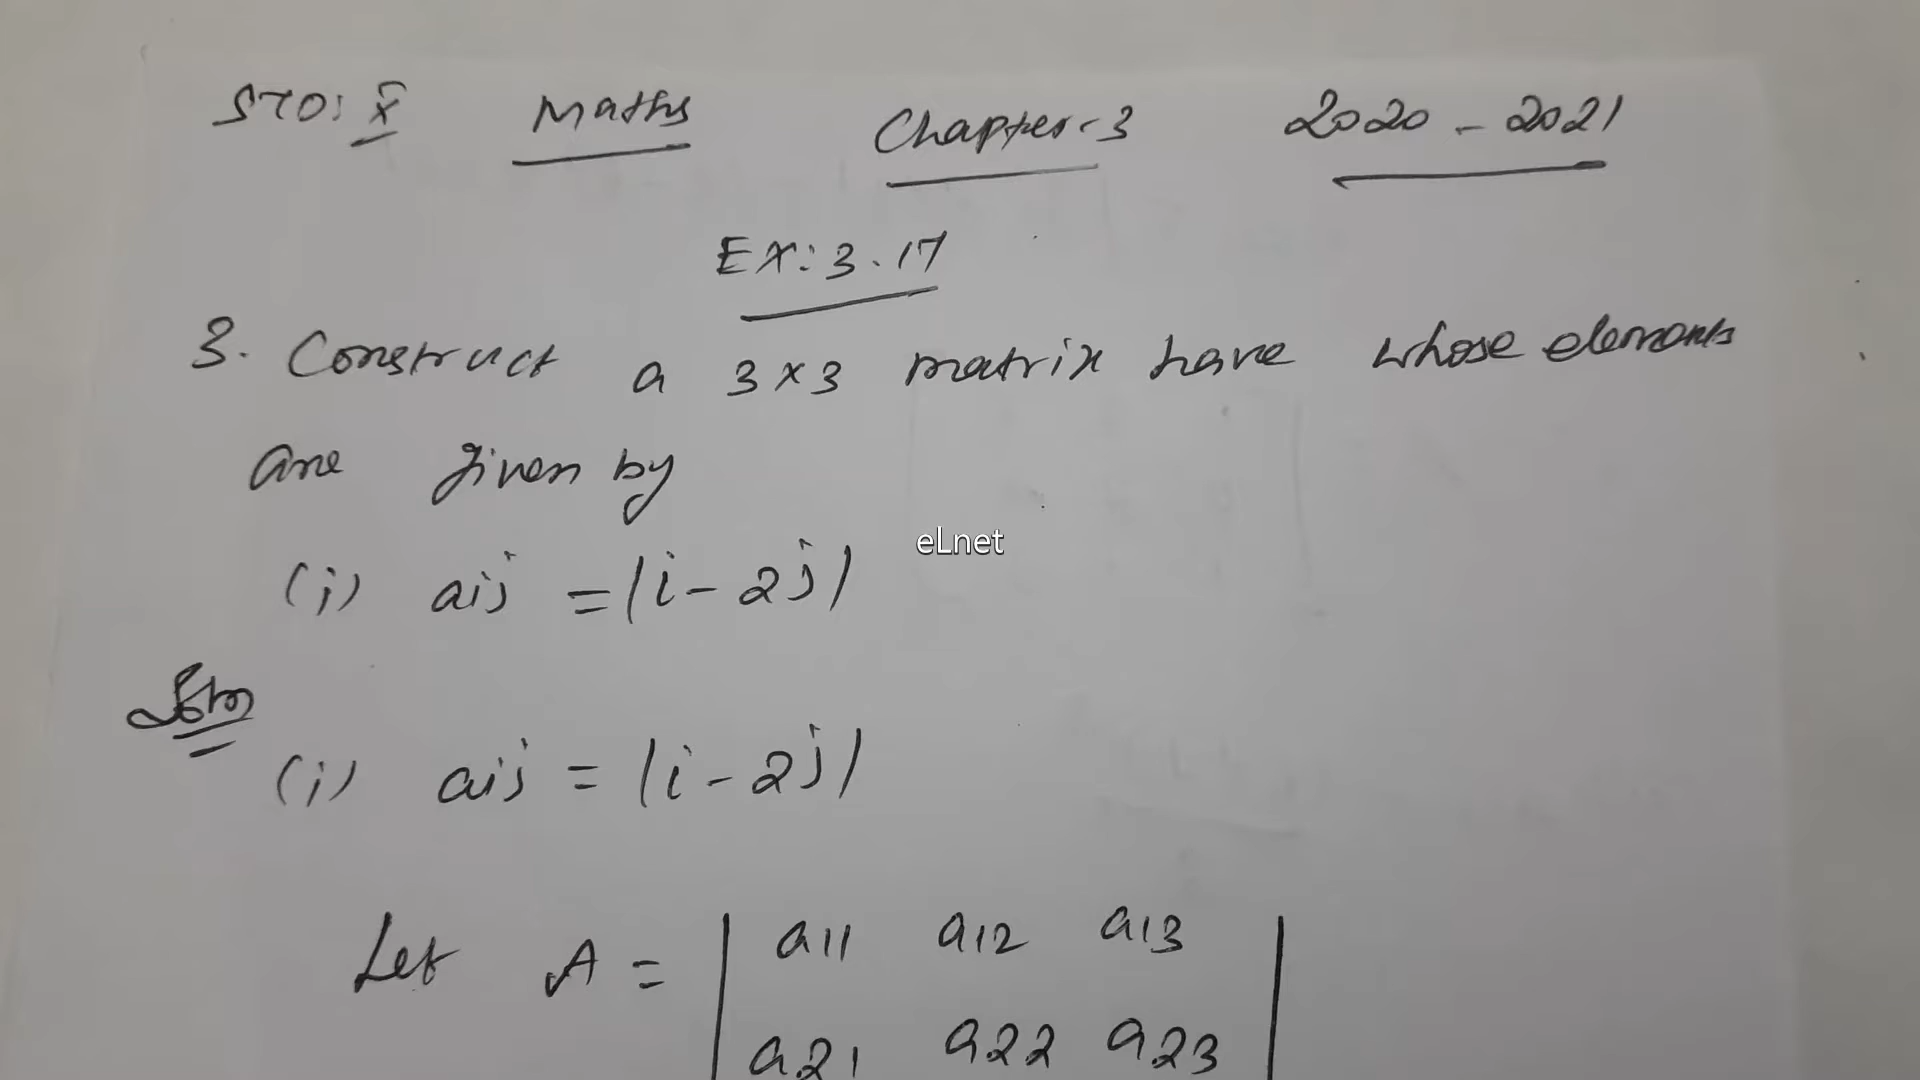 STD: X Maths Chapter-3 2020-2021
EX: 3.17
3. Construct a 3×3 matrix have whose elements
are given by
eLnet
(i) aij = |i-2j|
Soln
(i) aij = |i-2j|
Let A = | a11 a12 a13 |
a21 a22 a23